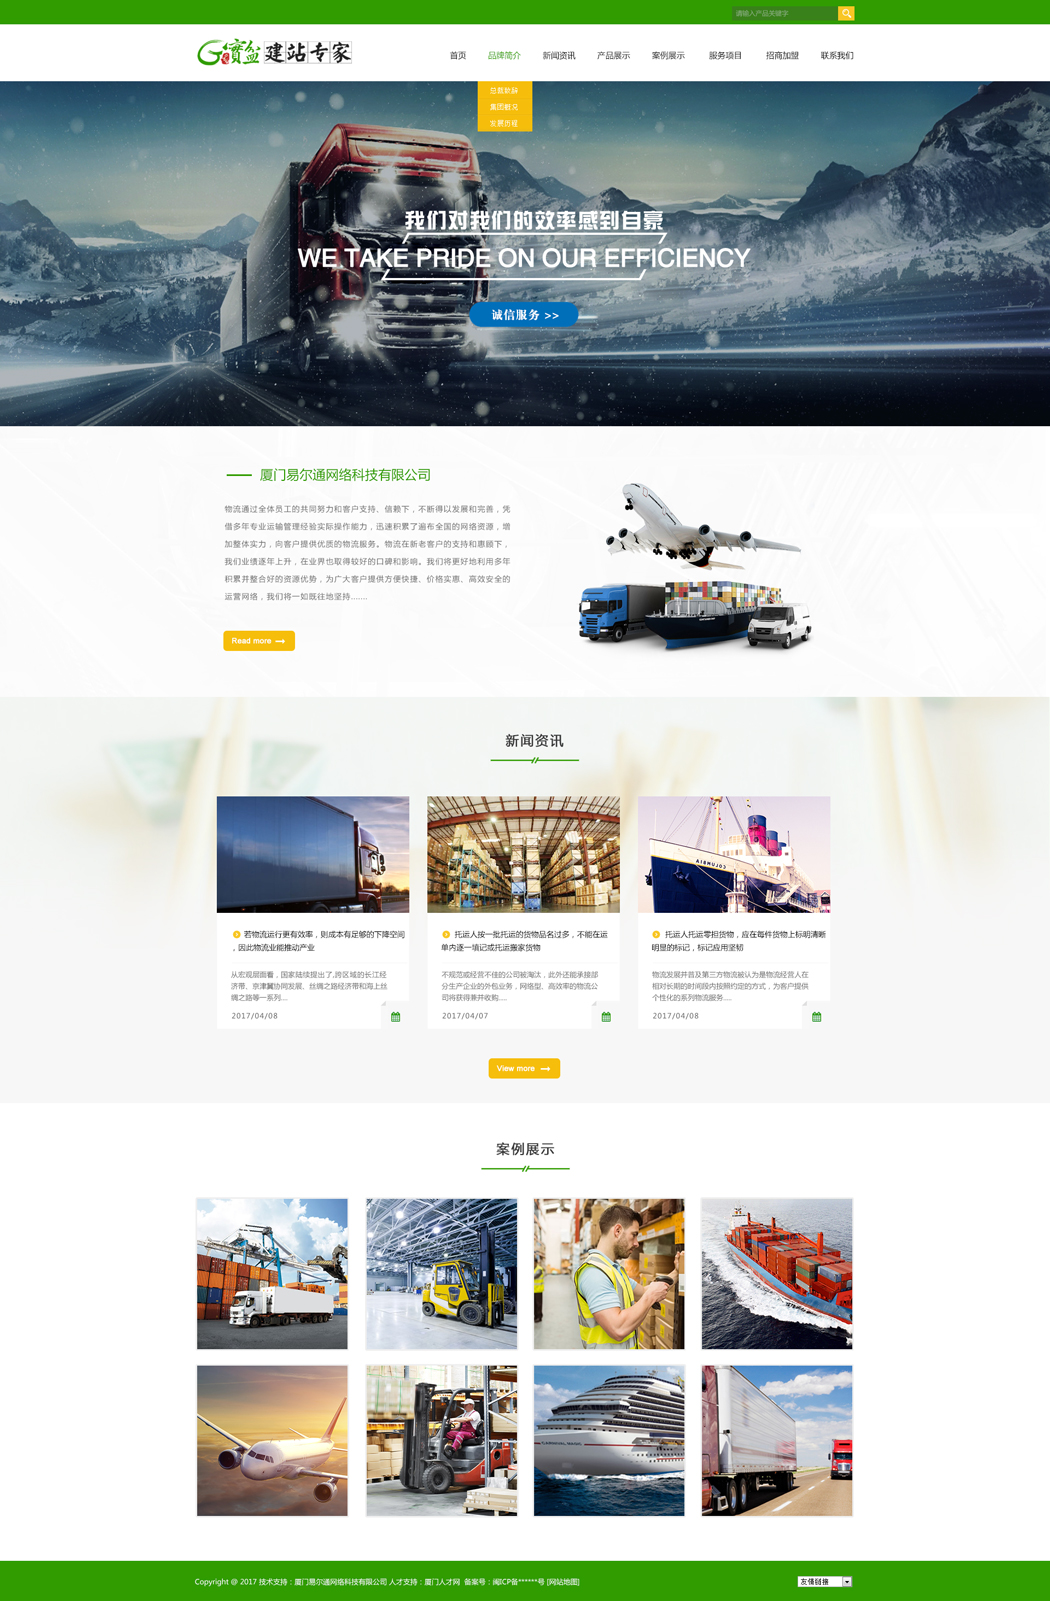 请输入产品关键字
G寶盆 建站专家
首页 品牌简介 新闻资讯 产品展示 案例展示 服务项目 招商加盟 联系我们
总裁致辞
集团概况
发展历程
我们对我们的效率感到自豪
WE TAKE PRIDE ON OUR EFFICIENCY
诚信服务 >>
厦门易尔通网络科技有限公司
物流通过全体员工的共同努力和客户支持、信赖下，不断得以发展和完善，凭
借多年专业运输管理经验实际操作能力，迅速积累了遍布全国的网络资源，增
加整体实力，向客户提供优质的物流服务。物流在新老客户的支持和惠顾下，
我们业绩逐年上升，在业界也取得较好的口碑和影响。我们将更好地利用多年
积累并整合好的资源优势，为广大客户提供方便快捷、价格实惠、高效安全的
运营网络，我们将一如既往地坚持.......
Read more
新闻资讯
COLUMBIA
若物流运行更有效率，则成本有足够的下降空间
，因此物流业能推动产业
从宏观层面看，国家陆续提出了,跨区域的长江经
济带、京津冀协同发展、丝绸之路经济带和海上丝
绸之路等一系列....
2017/04/08
托运人按一批托运的货物品名过多，不能在运
单内逐一填记或托运搬家货物
不规范或经营不佳的公司被淘汰，此外还能承接部
分生产企业的外包业务，网络型、高效率的物流公
司将获得兼并收购.....
2017/04/07
托运人托运零担货物，应在每件货物上标明清晰
明显的标记，标记应用坚韧
物流发展并普及第三方物流被认为是物流经营人在
相对长期的时间段内按照约定的方式，为客户提供
个性化的系列物流服务.....
2017/04/08
View more
案例展示
Copyright @ 2017 技术支持：厦门易尔通网络科技有限公司 人才支持：厦门人才网 备案号：闽ICP备******号 [网站地图]
友情链接